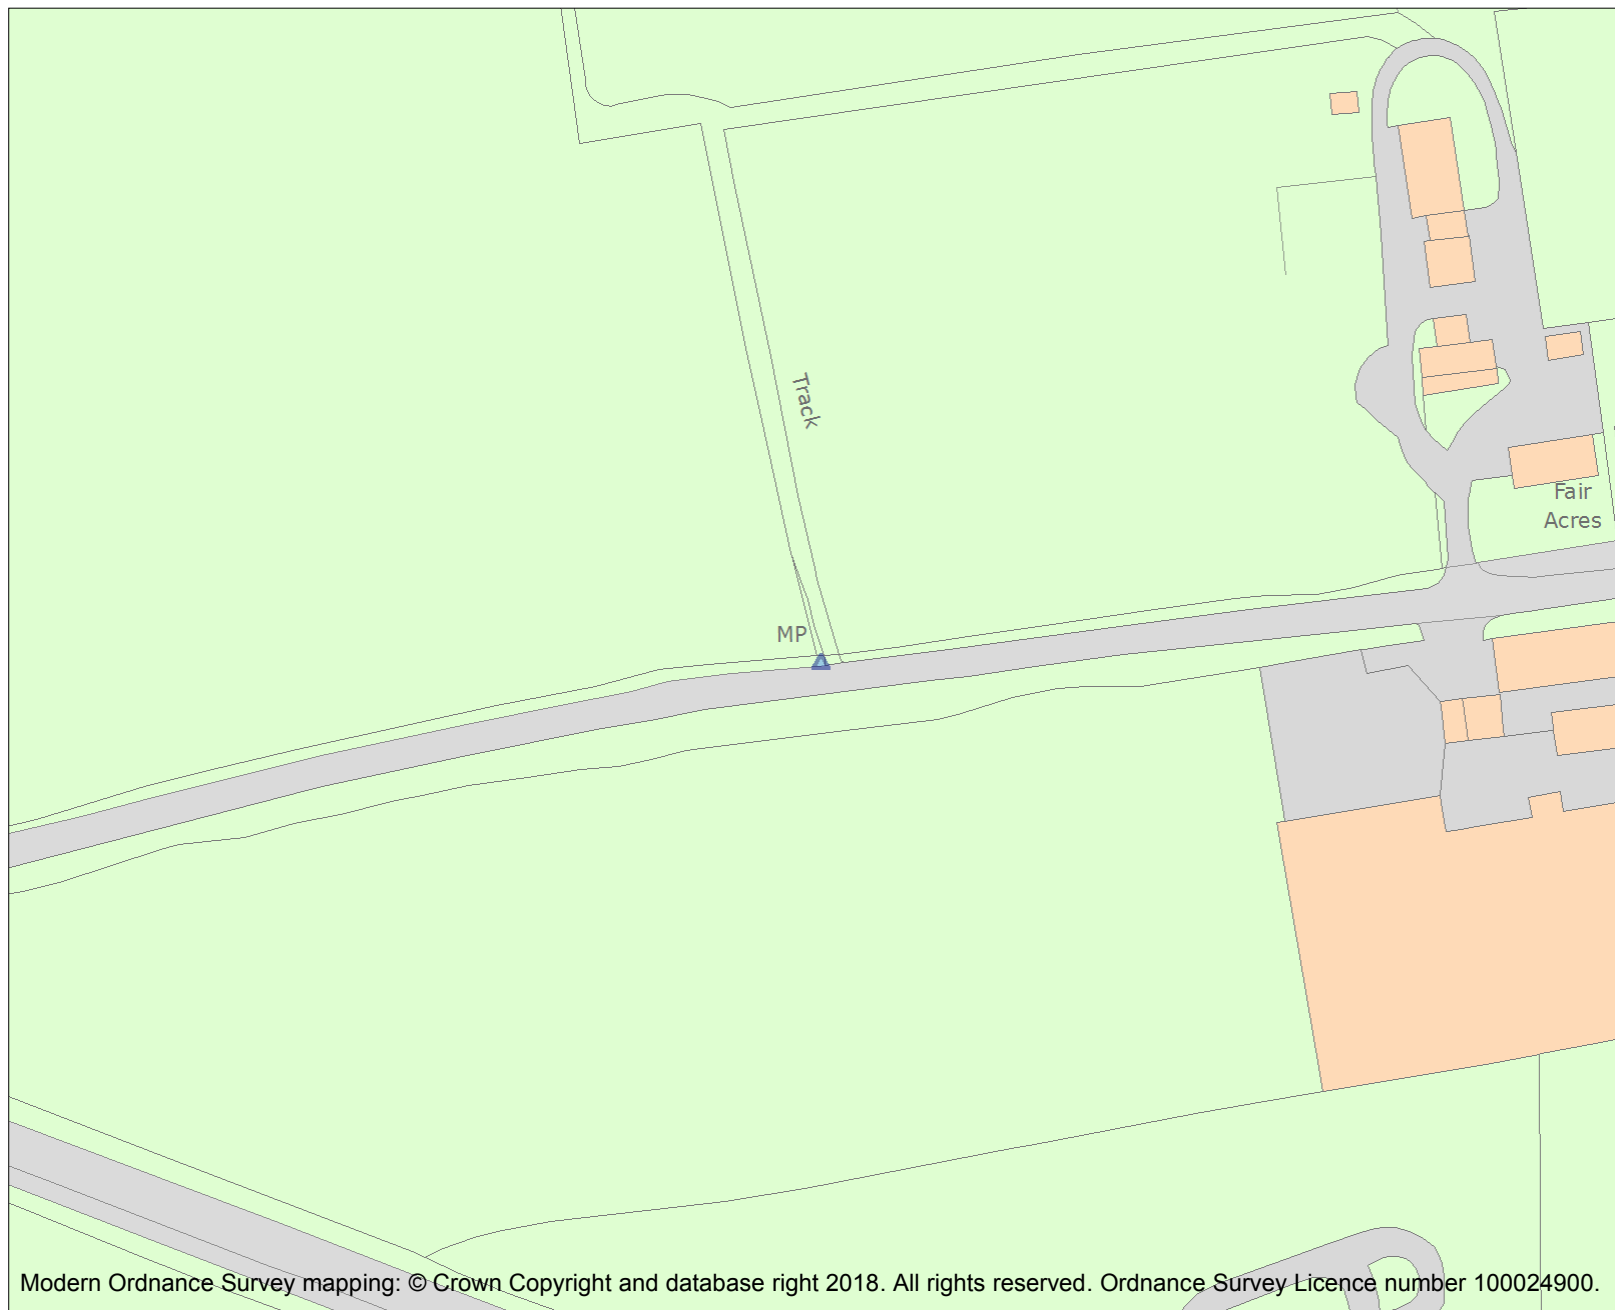 Track
Fair
Acres
MP
Modern Ordnance Survey mapping: © Crown Copyright and database right 2018. All rights reserved. Ordnance Survey Licence number 100024900.